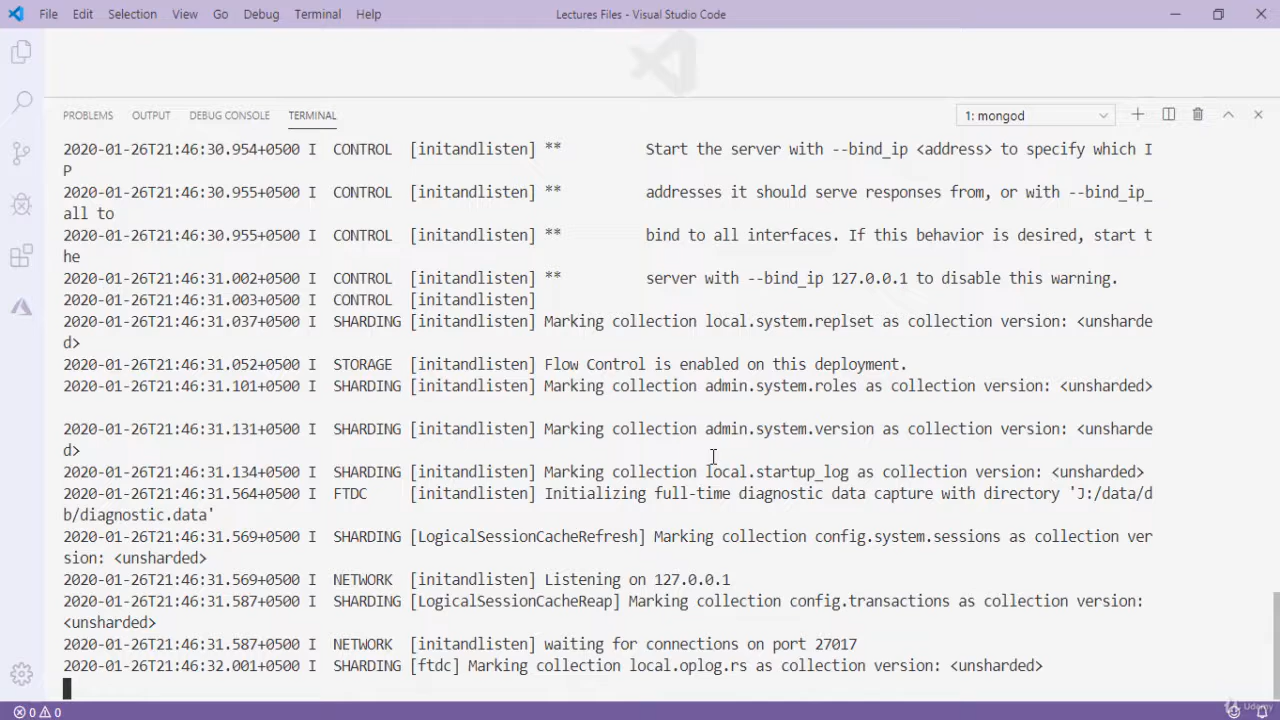 File Edit Selection View Go Debug Terminal Help Lectures Files - Visual Studio Code
PROBLEMS OUTPUT DEBUG CONSOLE TERMINAL 1: mongod
2020-01-26T21:46:30.954+0500 I  CONTROL  [initandlisten] **          Start the server with --bind_ip <address> to specify which I
P
2020-01-26T21:46:30.955+0500 I  CONTROL  [initandlisten] **          addresses it should serve responses from, or with --bind_ip_
all to
2020-01-26T21:46:30.955+0500 I  CONTROL  [initandlisten] **          bind to all interfaces. If this behavior is desired, start t
he
2020-01-26T21:46:31.002+0500 I  CONTROL  [initandlisten] **          server with --bind_ip 127.0.0.1 to disable this warning.
2020-01-26T21:46:31.003+0500 I  CONTROL  [initandlisten]
2020-01-26T21:46:31.037+0500 I  SHARDING [initandlisten] Marking collection local.system.replset as collection version: <unsharde
d>
2020-01-26T21:46:31.052+0500 I  STORAGE  [initandlisten] Flow Control is enabled on this deployment.
2020-01-26T21:46:31.101+0500 I  SHARDING [initandlisten] Marking collection admin.system.roles as collection version: <unsharded>
2020-01-26T21:46:31.131+0500 I  SHARDING [initandlisten] Marking collection admin.system.version as collection version: <unsharde
d>
2020-01-26T21:46:31.134+0500 I  SHARDING [initandlisten] Marking collection local.startup_log as collection version: <unsharded>
2020-01-26T21:46:31.564+0500 I  FTDC     [initandlisten] Initializing full-time diagnostic data capture with directory 'J:/data/d
b/diagnostic.data'
2020-01-26T21:46:31.569+0500 I  SHARDING [LogicalSessionCacheRefresh] Marking collection config.system.sessions as collection ver
sion: <unsharded>
2020-01-26T21:46:31.569+0500 I  NETWORK  [initandlisten] Listening on 127.0.0.1
2020-01-26T21:46:31.587+0500 I  SHARDING [LogicalSessionCacheReap] Marking collection config.transactions as collection version:
<unsharded>
2020-01-26T21:46:31.587+0500 I  NETWORK  [initandlisten] waiting for connections on port 27017
2020-01-26T21:46:32.001+0500 I  SHARDING [ftdc] Marking collection local.oplog.rs as collection version: <unsharded>
0 0 Udemy